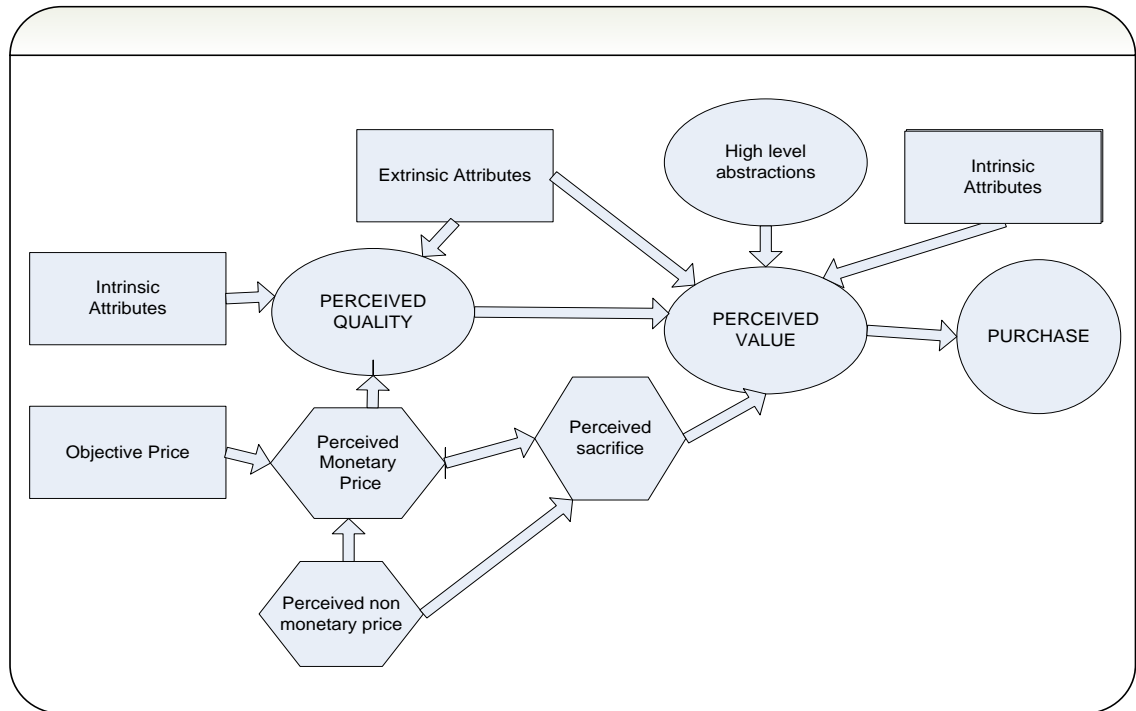 Extrinsic Attributes
High level
abstractions
Intrinsic
Attributes
Intrinsic
Attributes
PERCEIVED
QUALITY
PERCEIVED
VALUE
PURCHASE
Objective Price
Perceived
Monetary
Price
Perceived
sacrifice
Perceived non
monetary price